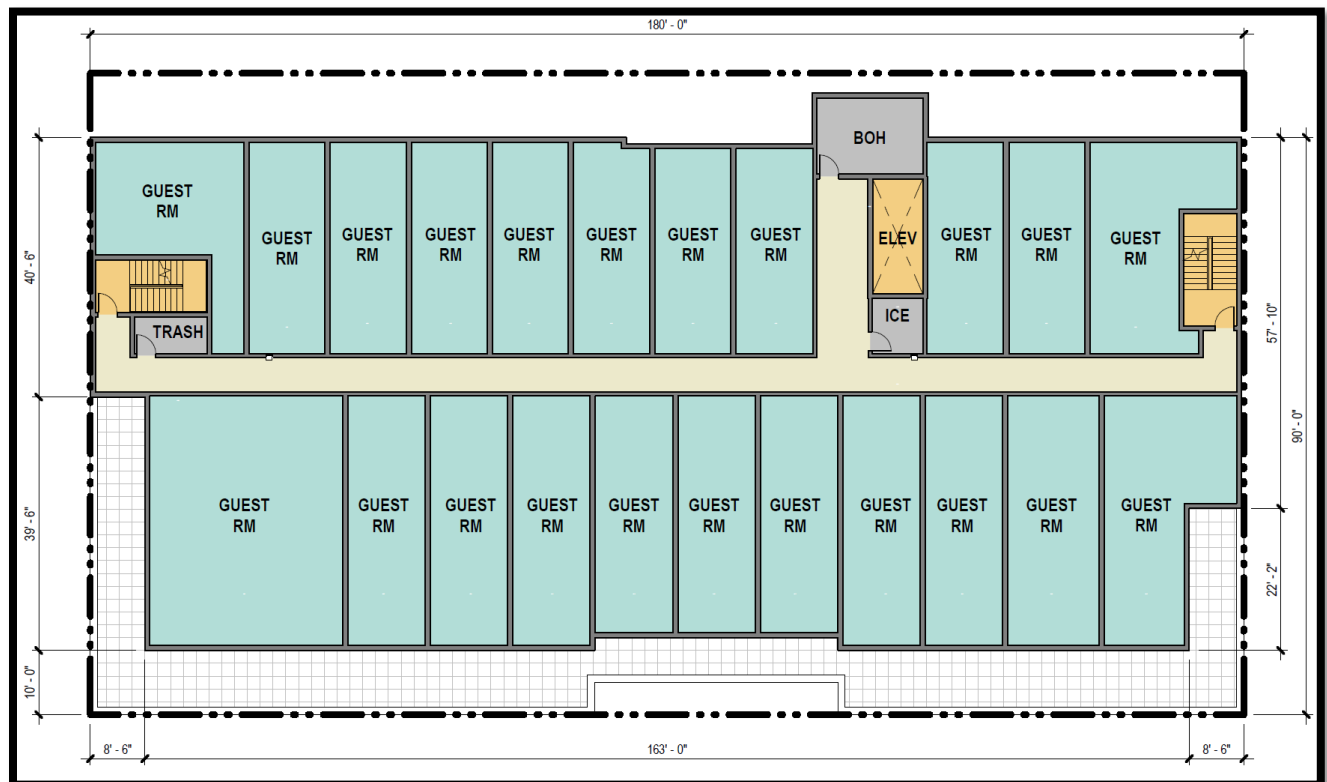 180' - 0"
BOH
GUEST
RM
GUEST
RM
GUEST
RM
GUEST
RM
GUEST
RM
GUEST
RM
GUEST
RM
GUEST
RM
ELEV
GUEST
RM
GUEST
RM
GUEST
RM
40' - 6"
TRASH
ICE
57' - 10"
90' - 0"
GUEST
RM
GUEST
RM
GUEST
RM
GUEST
RM
GUEST
RM
GUEST
RM
GUEST
RM
GUEST
RM
GUEST
RM
GUEST
RM
GUEST
RM
39' - 6"
22' - 2"
10' - 0"
8' - 6"
163' - 0"
8' - 6"